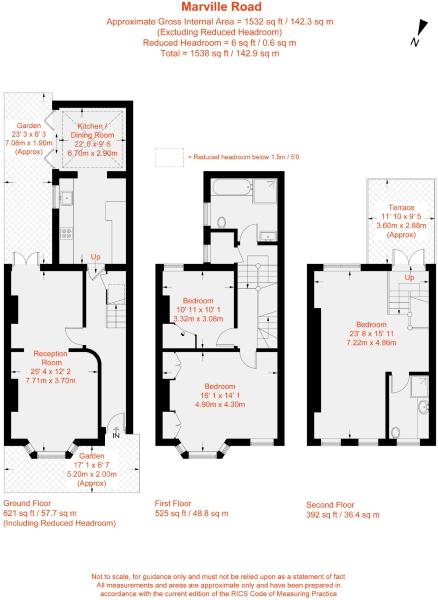 Marville Road
Approximate Gross Internal Area = 1532 sq ft / 142.3 sq m
(Excluding Reduced Headroom)
Reduced Headroom = 6 sq ft / 0.6 sq m
Total = 1538 sq ft / 142.9 sq m
Garden
23' 3 x 6' 3
7.08m x 1.90m
(Approx)
Kitchen /
Dining Room
22' 0 x 9' 6
6.70m x 2.90m
Up
Reception
Room
25' 4 x 12' 2
7.71m x 3.70m
IN
Garden
17' 1 x 6' 7
5.20m x 2.00m
(Approx)
= Reduced headroom below 1.5m / 5'0
Bedroom
10' 11 x 10' 1
3.32m x 3.08m
Bedroom
16' 1 x 14' 1
4.90m x 4.30m
Terrace
11' 10 x 9' 5
3.60m x 2.88m
(Approx)
Up
Bedroom
23' 8 x 15' 11
7.22m x 4.86m
Ground Floor
621 sq ft / 57.7 sq m
(Including Reduced Headroom)
First Floor
525 sq ft / 48.8 sq m
Second Floor
392 sq ft / 36.4 sq m
Not to scale, for guidance only and must not be relied upon as a statement of fact
All measurements and areas are approximate only and have been prepared in
accordance with the current edition of the RICS Code of Measuring Practice